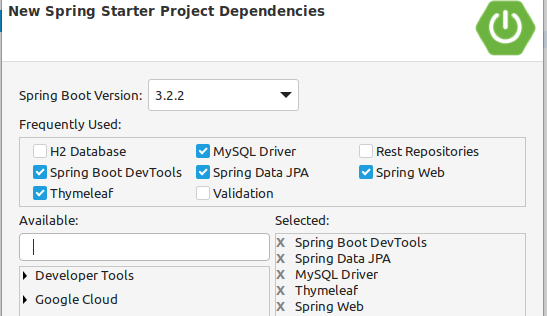 New Spring Starter Project Dependencies
Spring Boot Version: 3.2.2
Frequently Used:
H2 Database MySQL Driver Rest Repositories
Spring Boot DevTools Spring Data JPA Spring Web
Thymeleaf Validation
Available: Selected:
X Spring Boot DevTools
X Spring Data JPA
Developer Tools X MySQL Driver
X Thymeleaf
Google Cloud X Spring Web